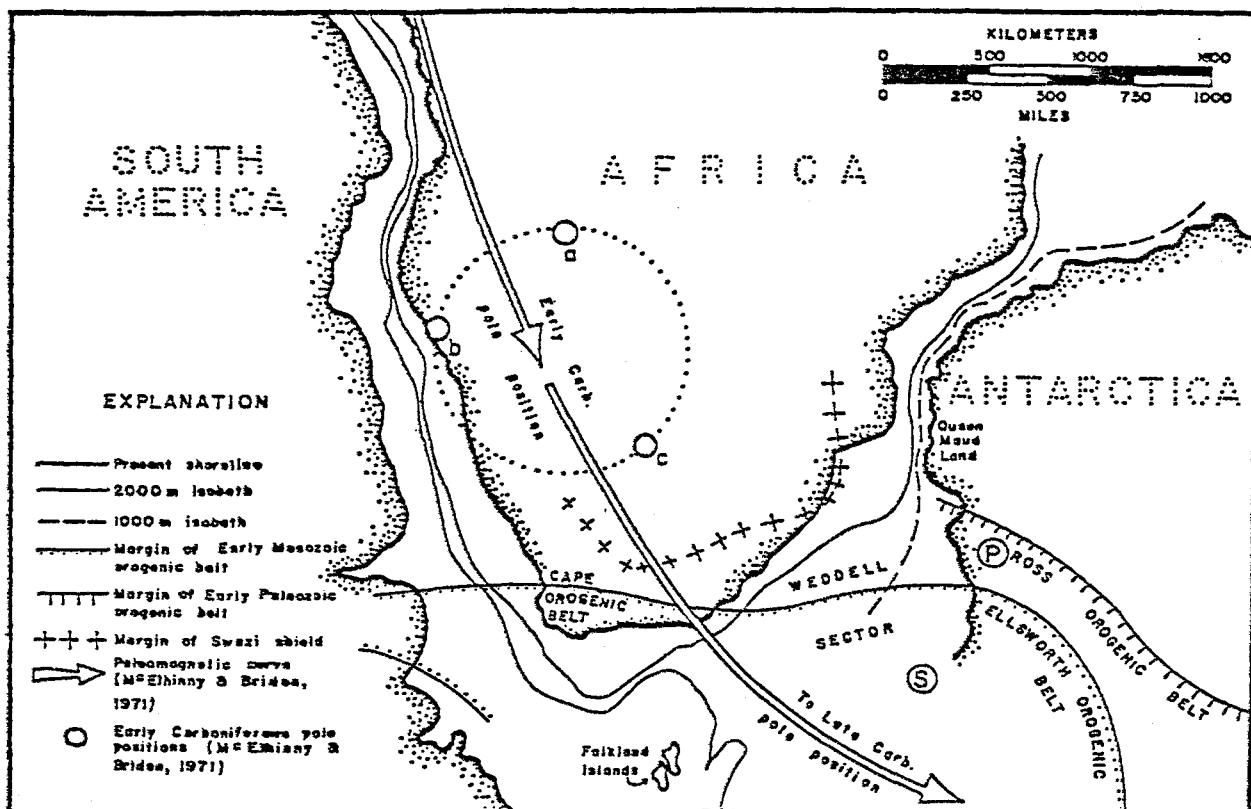 KILOMETERS
0 500 1000 1500
0 250 500 750 1000
MILES
SOUTH
AMERICA
AFRICA
ANTARCTICA
a
b
c
Early Carb.
pole position
Queen
Maud
Land
EXPLANATION
Present shoreline
2000m isobath
1000m isobath
Margin of Early Mesozoic
orogenic belt
Margin of Early Paleozoic
orogenic belt
Margin of Swazi shield
Paleomagnetic curve
(McElhinny & Briden,
1971)
Early Carboniferous pole
positions (McElhinny &
Briden, 1971)
CAPE
OROGENIC
BELT
WEDDELL
SECTOR
P
ROSS OROGENIC BELT
S
ELLSWORTH OROGENIC
BELT
Falkland
Islands
To Late Carb.
pole position